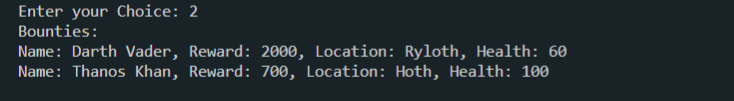 Enter your Choice: 2
Bounties:
Name: Darth Vader, Reward: 2000, Location: Ryloth, Health: 60
Name: Thanos Khan, Reward: 700, Location: Hoth, Health: 100